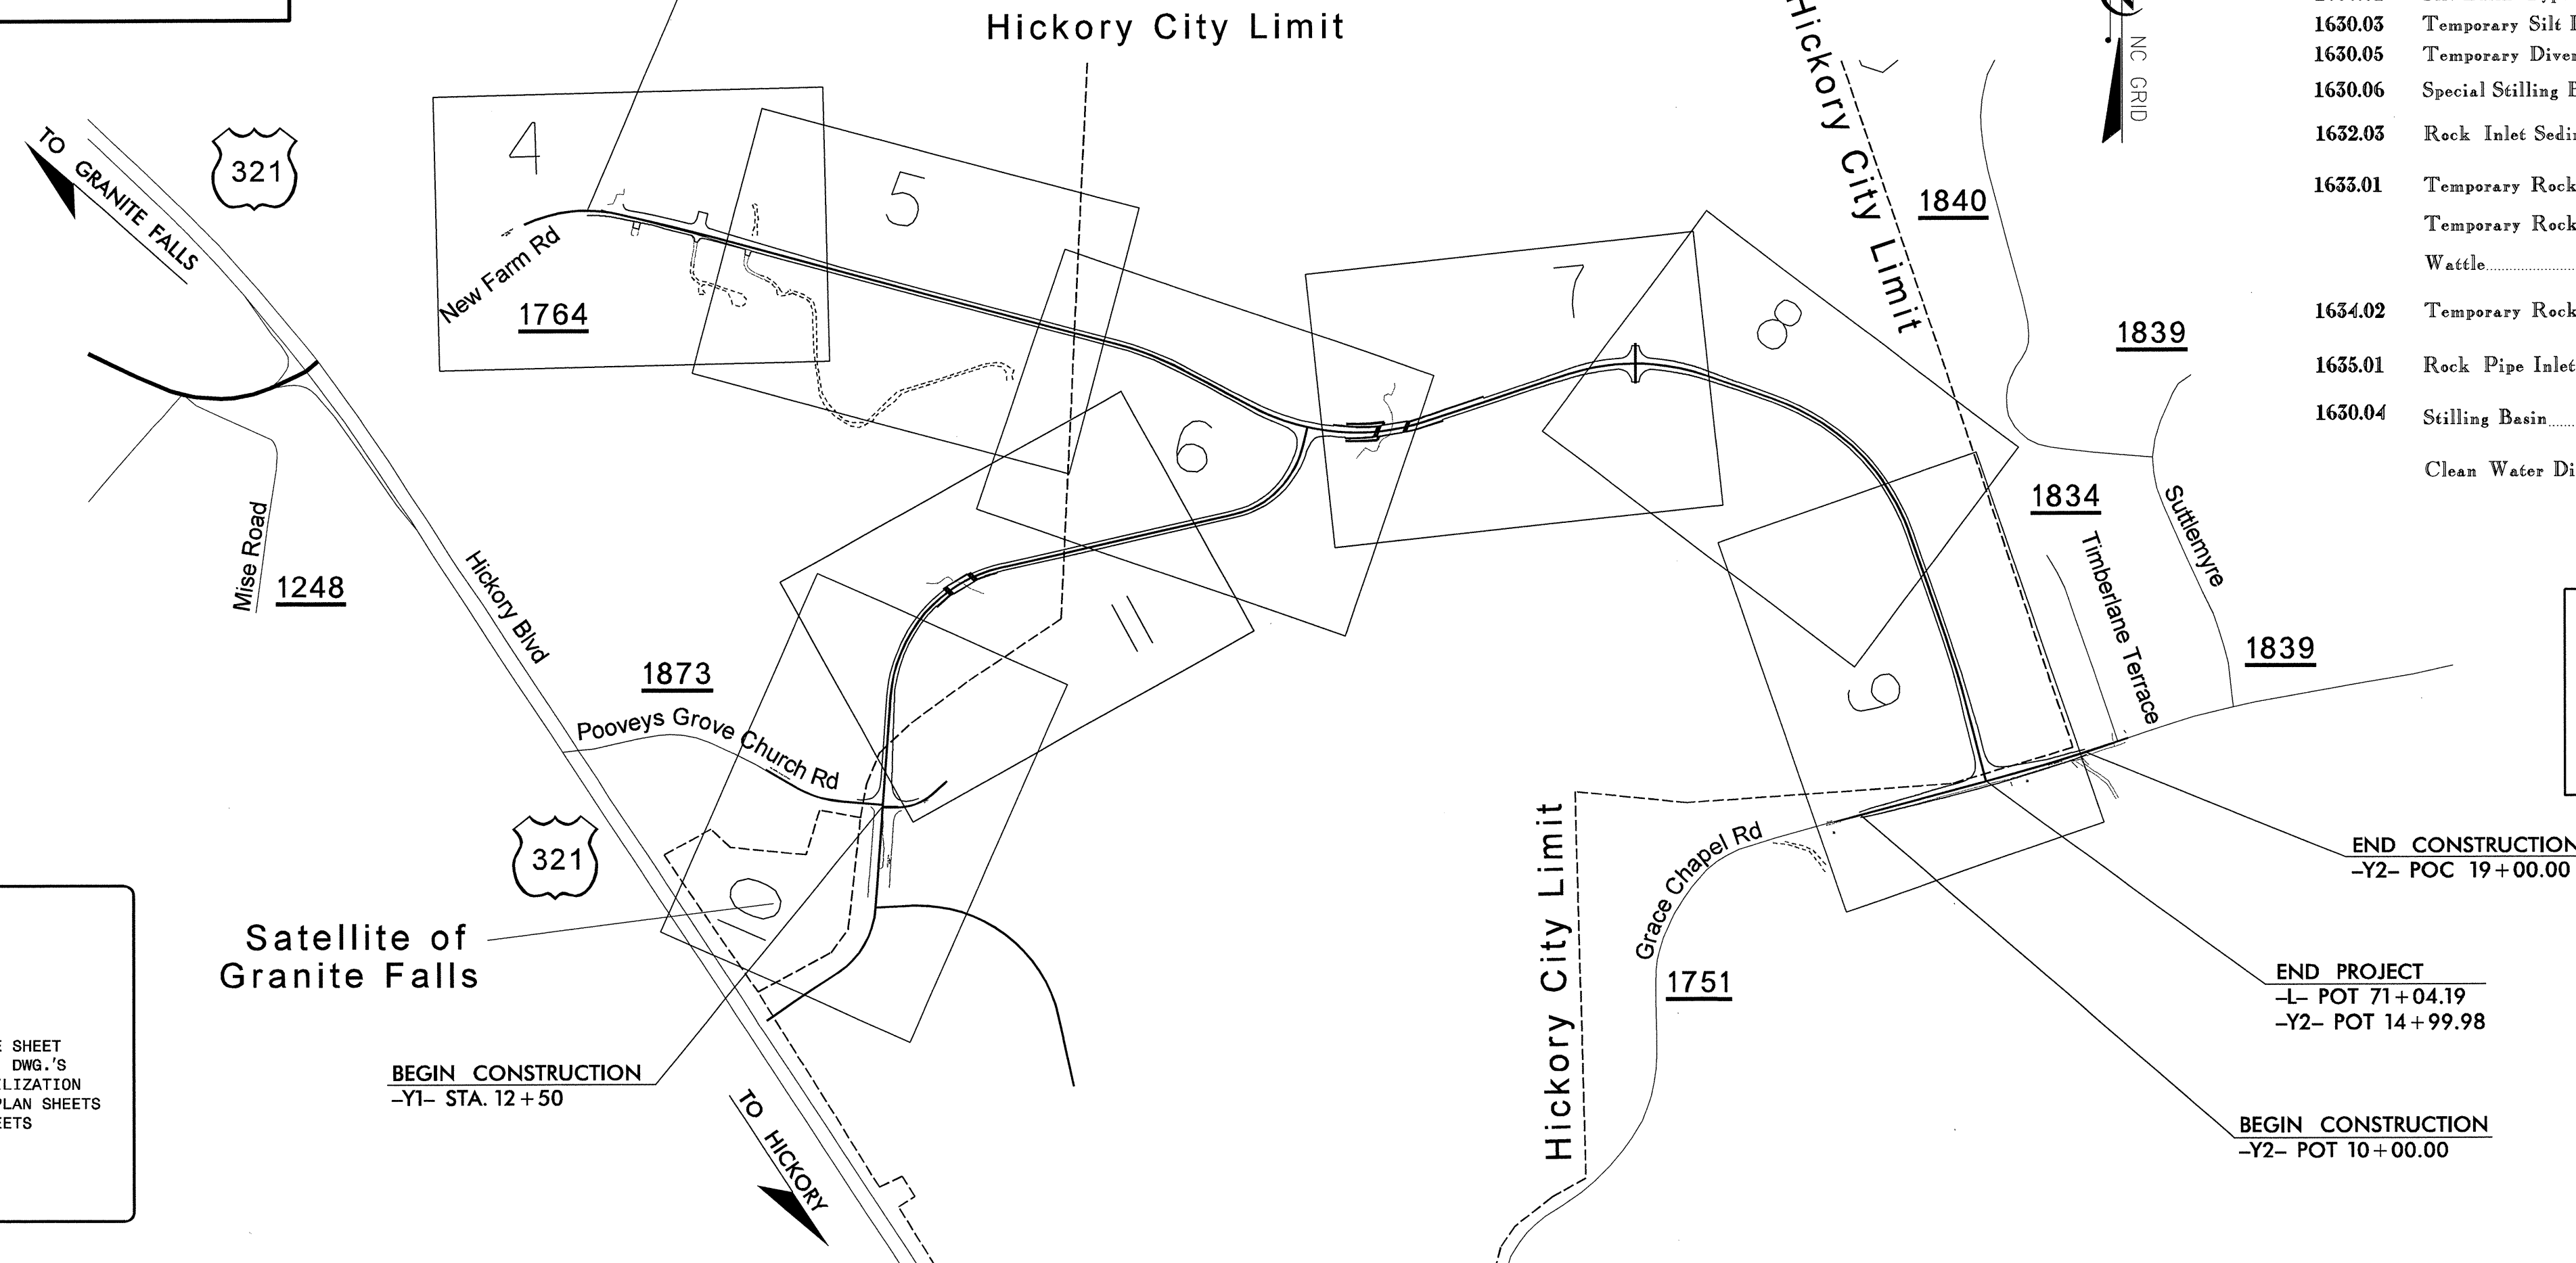 Hickory City Limit
Hickory City Limit
NC GRID
1630.03 Temporary Silt
1630.05 Temporary
1630.06 Special Stilling
1632.03 Rock Inlet
1633.01 Temporary Rock
Temporary Rock
Wattle
1634.02 Temporary Rock
1635.01 Rock Pipe Inlet
1630.04 Stilling Basin
Clean Water
TO GRANITE FALLS
321
4
5
6
7
8
9
10
11
New Farm Rd
1764
1840
1839
1834
Timberlane Terrace
Suttlemyre
1839
Mise Road
1248
Hickory Blvd
1873
Pooveys Grove Church Rd
321
Satellite of
Granite Falls
BEGIN CONSTRUCTION
-Y1- STA. 12+50
TO HICKORY
Hickory City Limit
Grace Chapel Rd
1751
END CONSTRUCTION
-Y2- POC 19+00.00
END PROJECT
-L- POT 71+04.19
-Y2- POT 14+99.98
BEGIN CONSTRUCTION
-Y2- POT 10+00.00
SHEET
DWG.'S
PLAN SHEETS